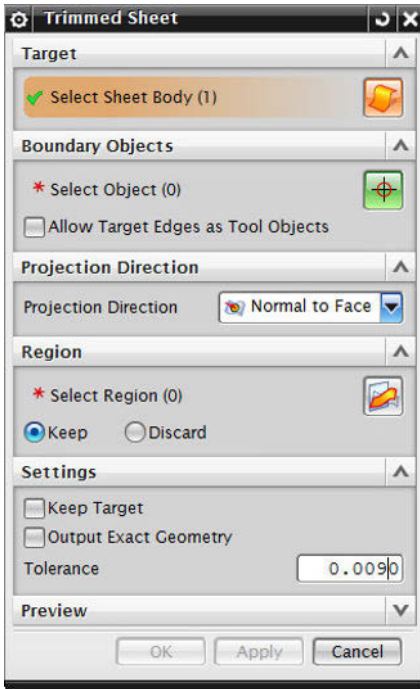 Trimmed Sheet
Target
Select Sheet Body (1)
Boundary Objects
* Select Object (0)
Allow Target Edges as Tool Objects
Projection Direction
Projection Direction Normal to Face
Region
* Select Region (0)
Keep Discard
Settings
Keep Target
Output Exact Geometry
Tolerance 0.0090
Preview
OK Apply Cancel